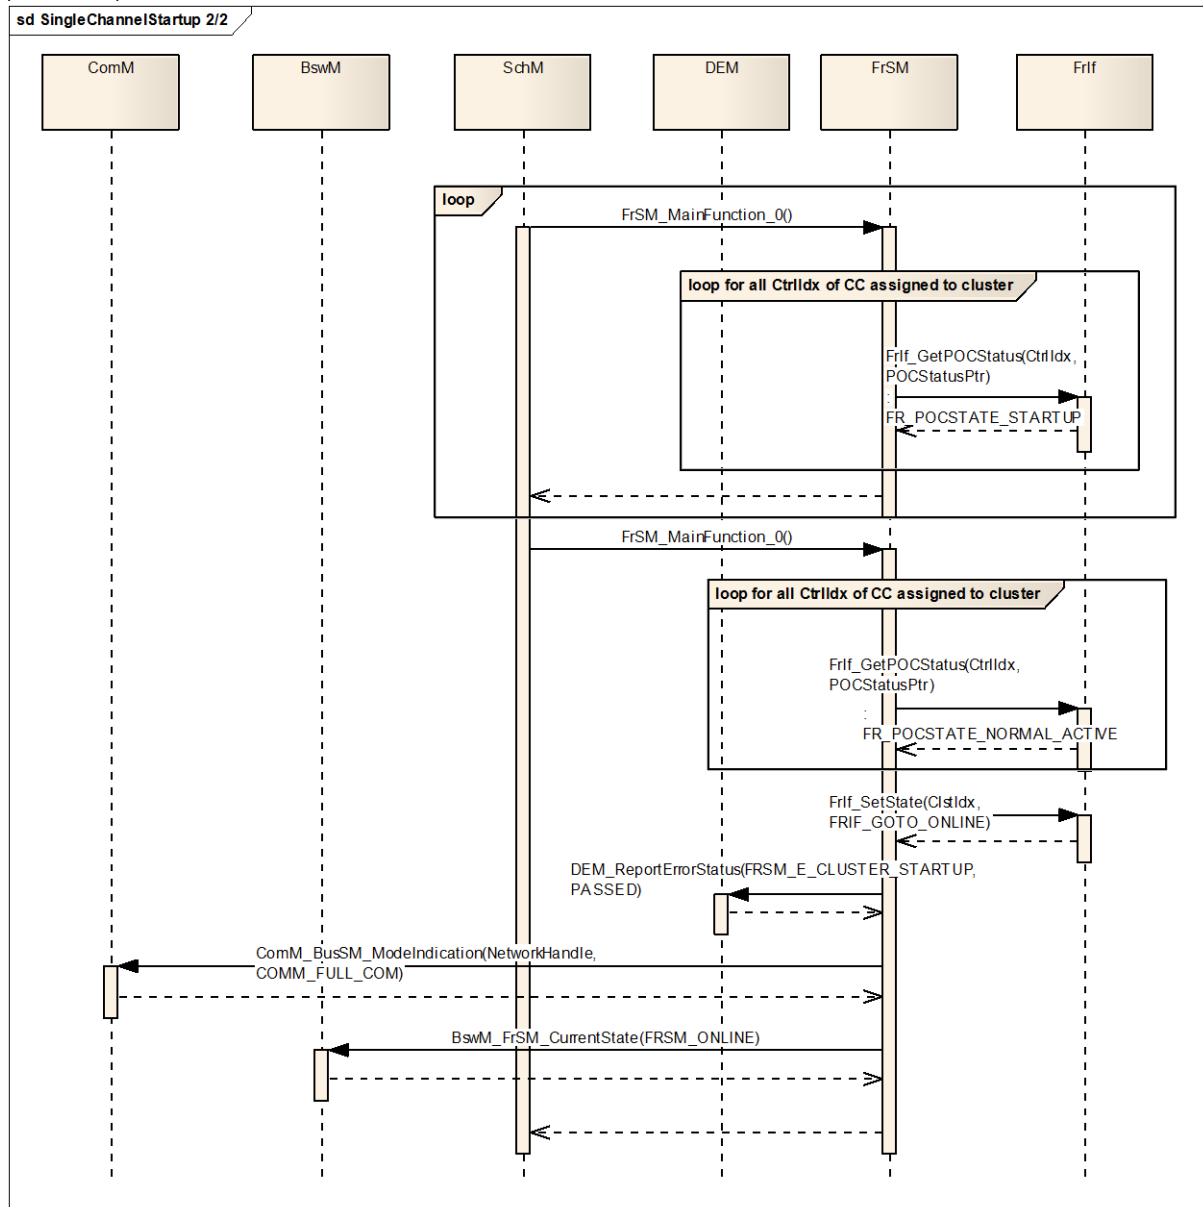 sd SingleChannelStartup 2/2
ComM
BswM
SchM
DEM
FrSM
FrIf
loop
FrSM_MainFunction_0()
loop for all CtrlIdx of CC assigned to cluster
FrIf_GetPOCStatus(CtrlIdx,
POCStatusPtr)
:
FR_POCSTATE_STARTUP
FrSM_MainFunction_0()
loop for all CtrlIdx of CC assigned to cluster
FrIf_GetPOCStatus(CtrlIdx,
POCStatusPtr)
:
FR_POCSTATE_NORMAL_ACTIVE
FrIf_SetState(ClstIdx,
FRIF_GOTO_ONLINE)
DEM_ReportErrorStatus(FRSM_E_CLUSTER_STARTUP,
PASSED)
ComM_BusSM_ModeIndication(NetworkHandle,
COMM_FULL_COM)
BswM_FrSM_CurrentState(FRSM_ONLINE)